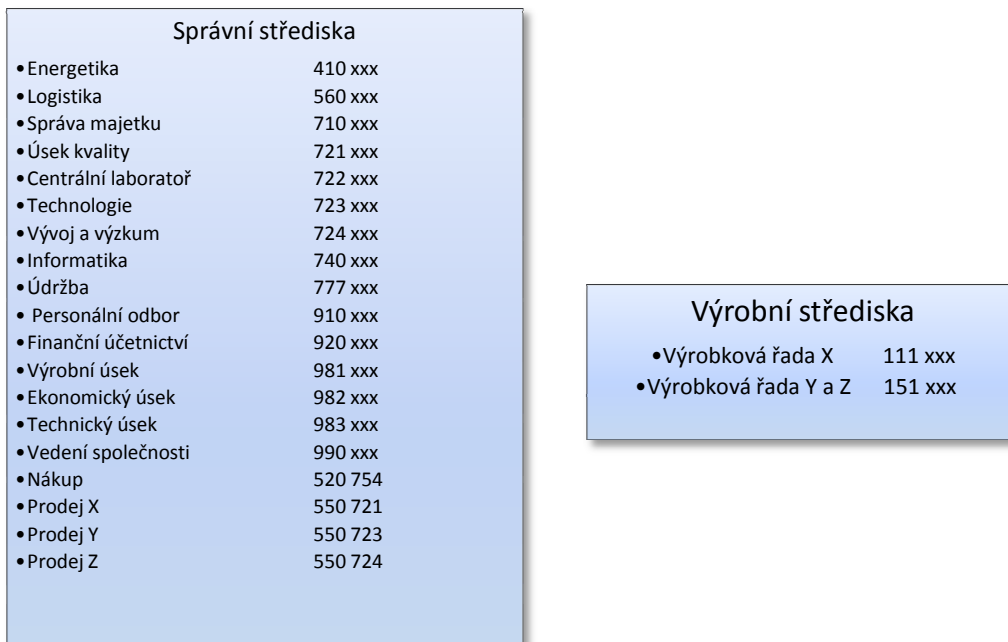 Správní střediska
•Energetika 410 xxx
•Logistika 560 xxx
•Správa majetku 710 xxx
•Úsek kvality 721 xxx
•Centrální laboratoř 722 xxx
•Technologie 723 xxx
•Vývoj a výzkum 724 xxx
•Informatika 740 xxx
•Údržba 777 xxx
• Personální odbor 910 xxx
•Finanční účetnictví 920 xxx
•Výrobní úsek 981 xxx
•Ekonomický úsek 982 xxx
•Technický úsek 983 xxx
•Vedení společnosti 990 xxx
•Nákup 520 754
•Prodej X 550 721
•Prodej Y 550 723
•Prodej Z 550 724
Výrobní střediska
•Výrobková řada X 111 xxx
•Výrobková řada Y a Z 151 xxx